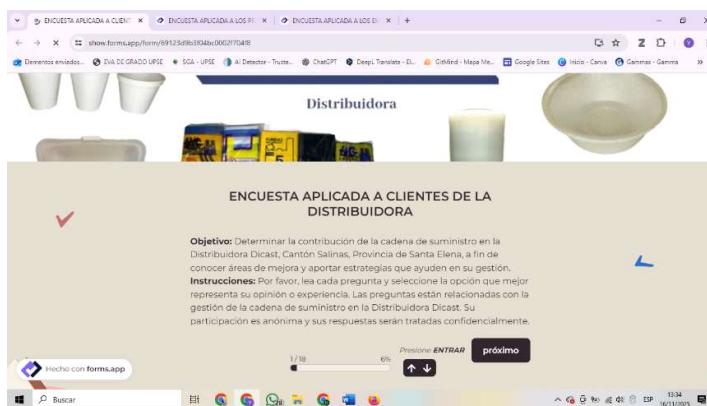 ENCUESTA APLICADA A CLIENT
ENCUESTA APLICADA A LOS
ENCUESTA APLICADA A LOS
show.forms.app/form/
Elementos enviados...
EVA DE GRADO UPSE
SGA - UPSE
AI Detector - Truste...
ChatGPT
DeepL Translate - EL...
GitMind - Mapa Me...
Google Sites
Inicio - Canva
Gammas - Gamma
Distribuidora
ENCUESTA APLICADA A CLIENTES DE LA
DISTRIBUIDORA
Objetivo: Determinar la contribución de la cadena de suministro en la
Distribuidora Dicast, Cantón Salinas, Provincia de Santa Elena, a fin de
conocer áreas de mejora y aportar estrategias que ayuden en su gestión.
Instrucciones: Por favor, lea cada pregunta y seleccione la opción que mejor
representa su opinión o experiencia. Las preguntas están relacionadas con la
gestión de la cadena de suministro en la Distribuidora Dicast. Su
participación es anónima y sus respuestas serán tratadas confidencialmente.
1 / 18
6%
Presione ENTRAR
próximo
Hecho con forms.app
Buscar
ESP
13:34
16/11/2025